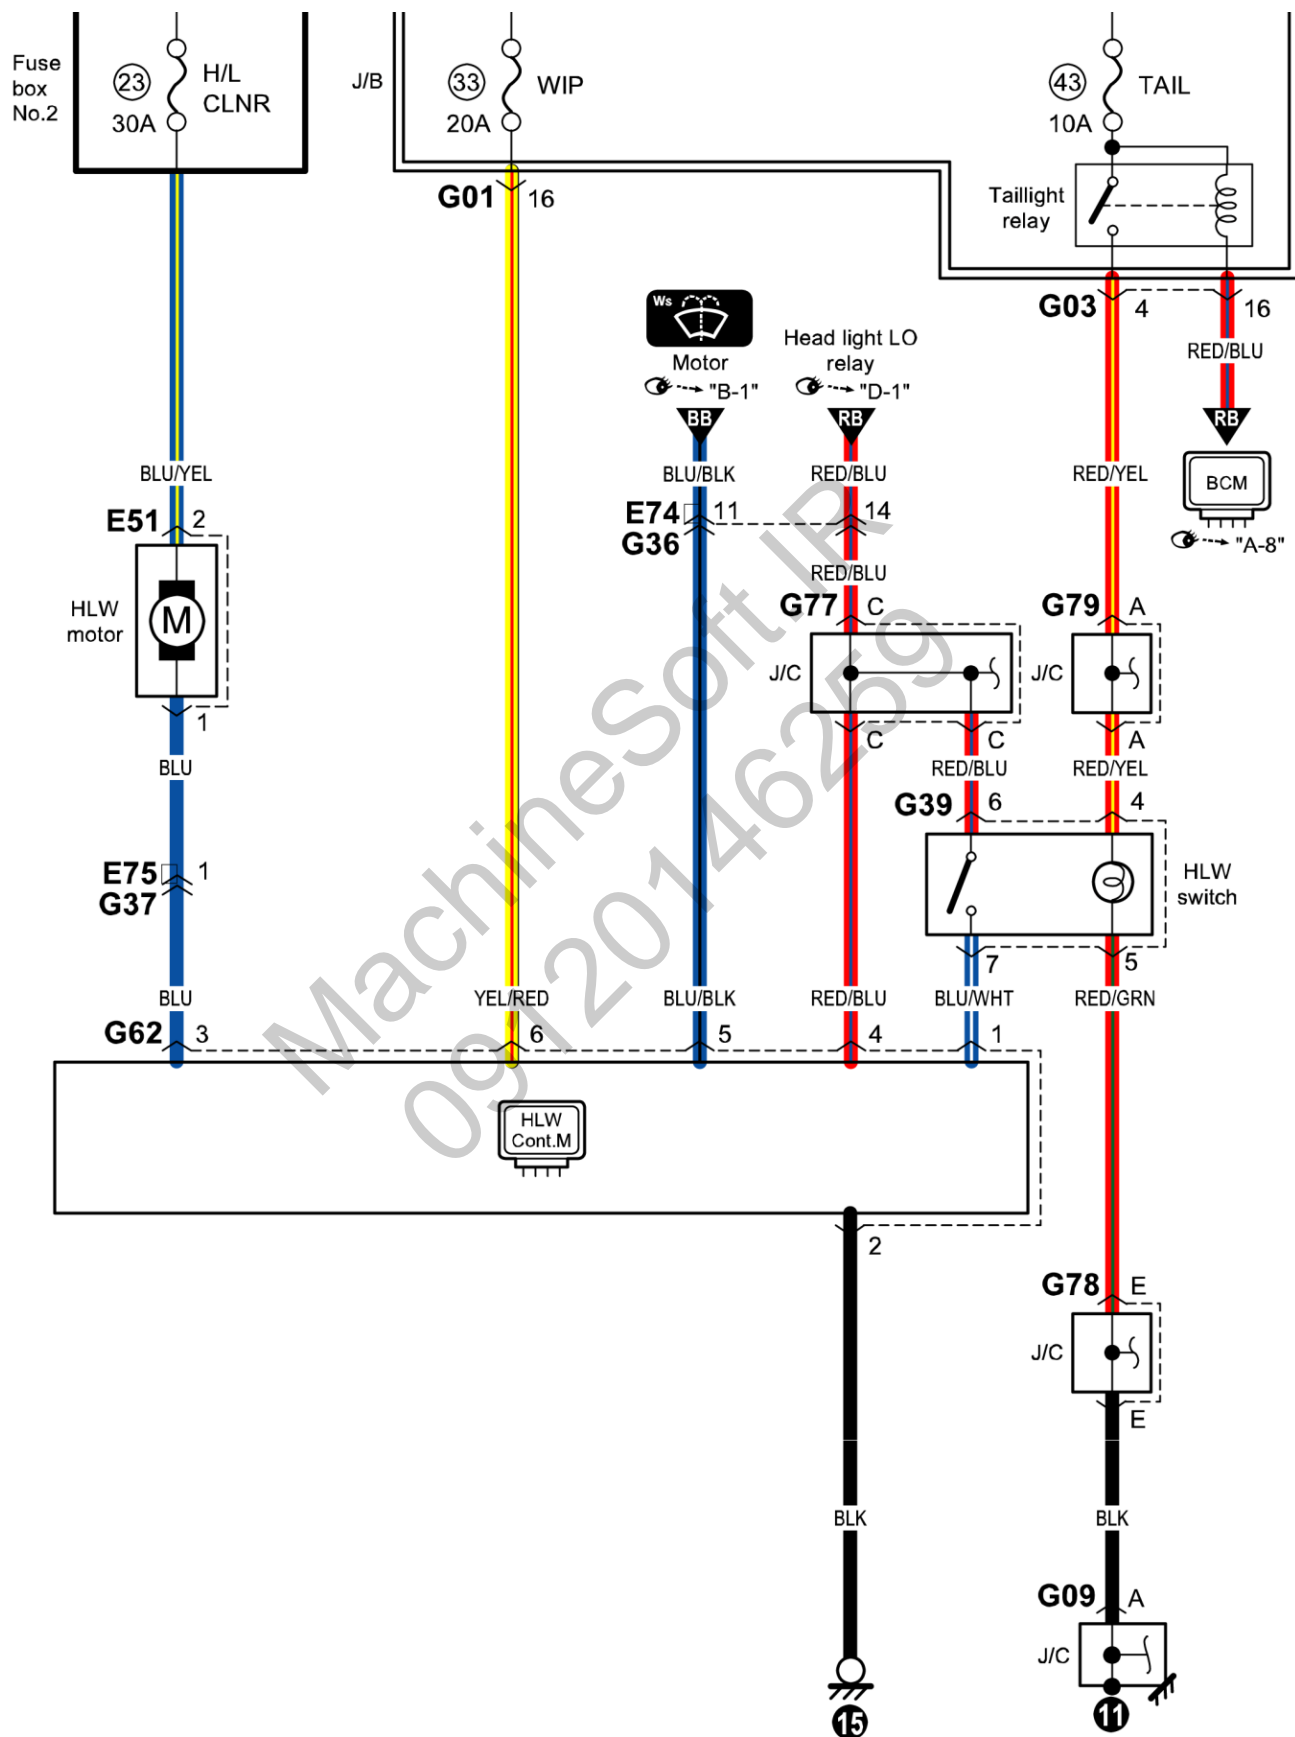 Fuse
box
No.2
23
30A
H/L
CLNR
J/B
33
20A
WIP
43
10A
TAIL
G01
16
Taillight
relay
G03
4
16
RED/BLU
Ws
Motor
"B-1"
BB
Head light LO
relay
"D-1"
RB
RB
BCM
"A-8"
BLU/YEL
BLU/BLK
RED/BLU
RED/YEL
E51
2
E74
11
14
G36
RED/BLU
HLW
motor
M
1
G77
C
G79
A
J/C
J/C
C
C
A
BLU
RED/BLU
RED/YEL
G39
6
4
E75
1
G37
HLW
switch
7
5
BLU
YEL/RED
BLU/BLK
RED/BLU
BLU/WHT
RED/GRN
G62
3
6
5
4
1
HLW
Cont.M
2
G78
E
J/C
E
BLK
BLK
G09
A
J/C
15
11
MachineSoft.IR
09120146259